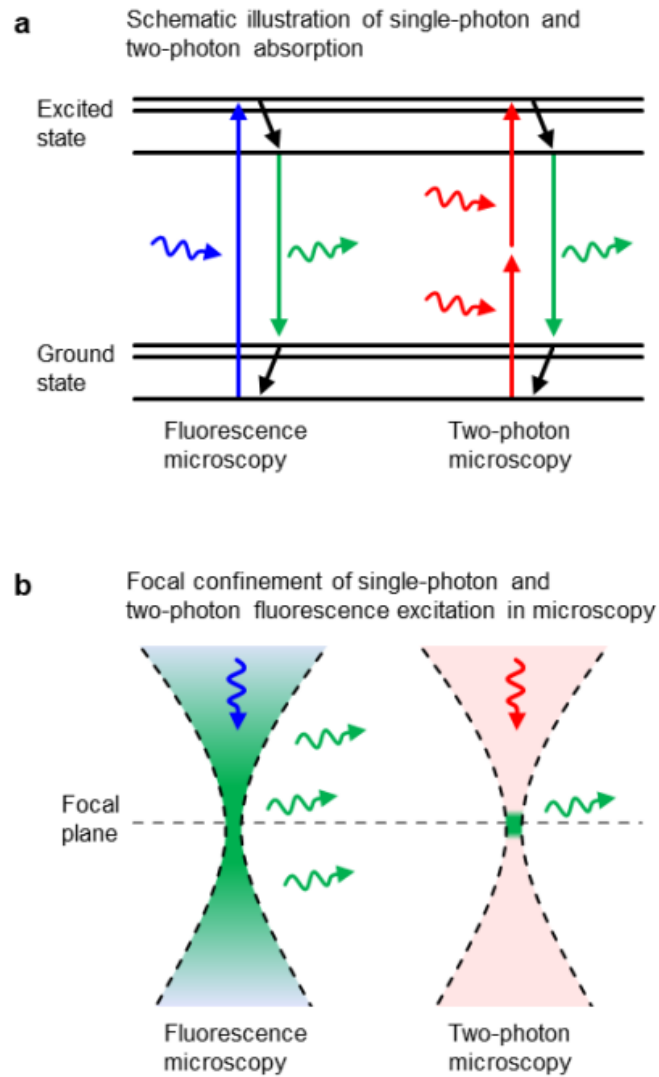 a
Schematic illustration of single-photon and
two-photon absorption
Excited
state
Ground
state
Fluorescence
microscopy
Two-photon
microscopy
b
Focal confinement of single-photon and
two-photon fluorescence excitation in microscopy
Focal
plane
Fluorescence
microscopy
Two-photon
microscopy